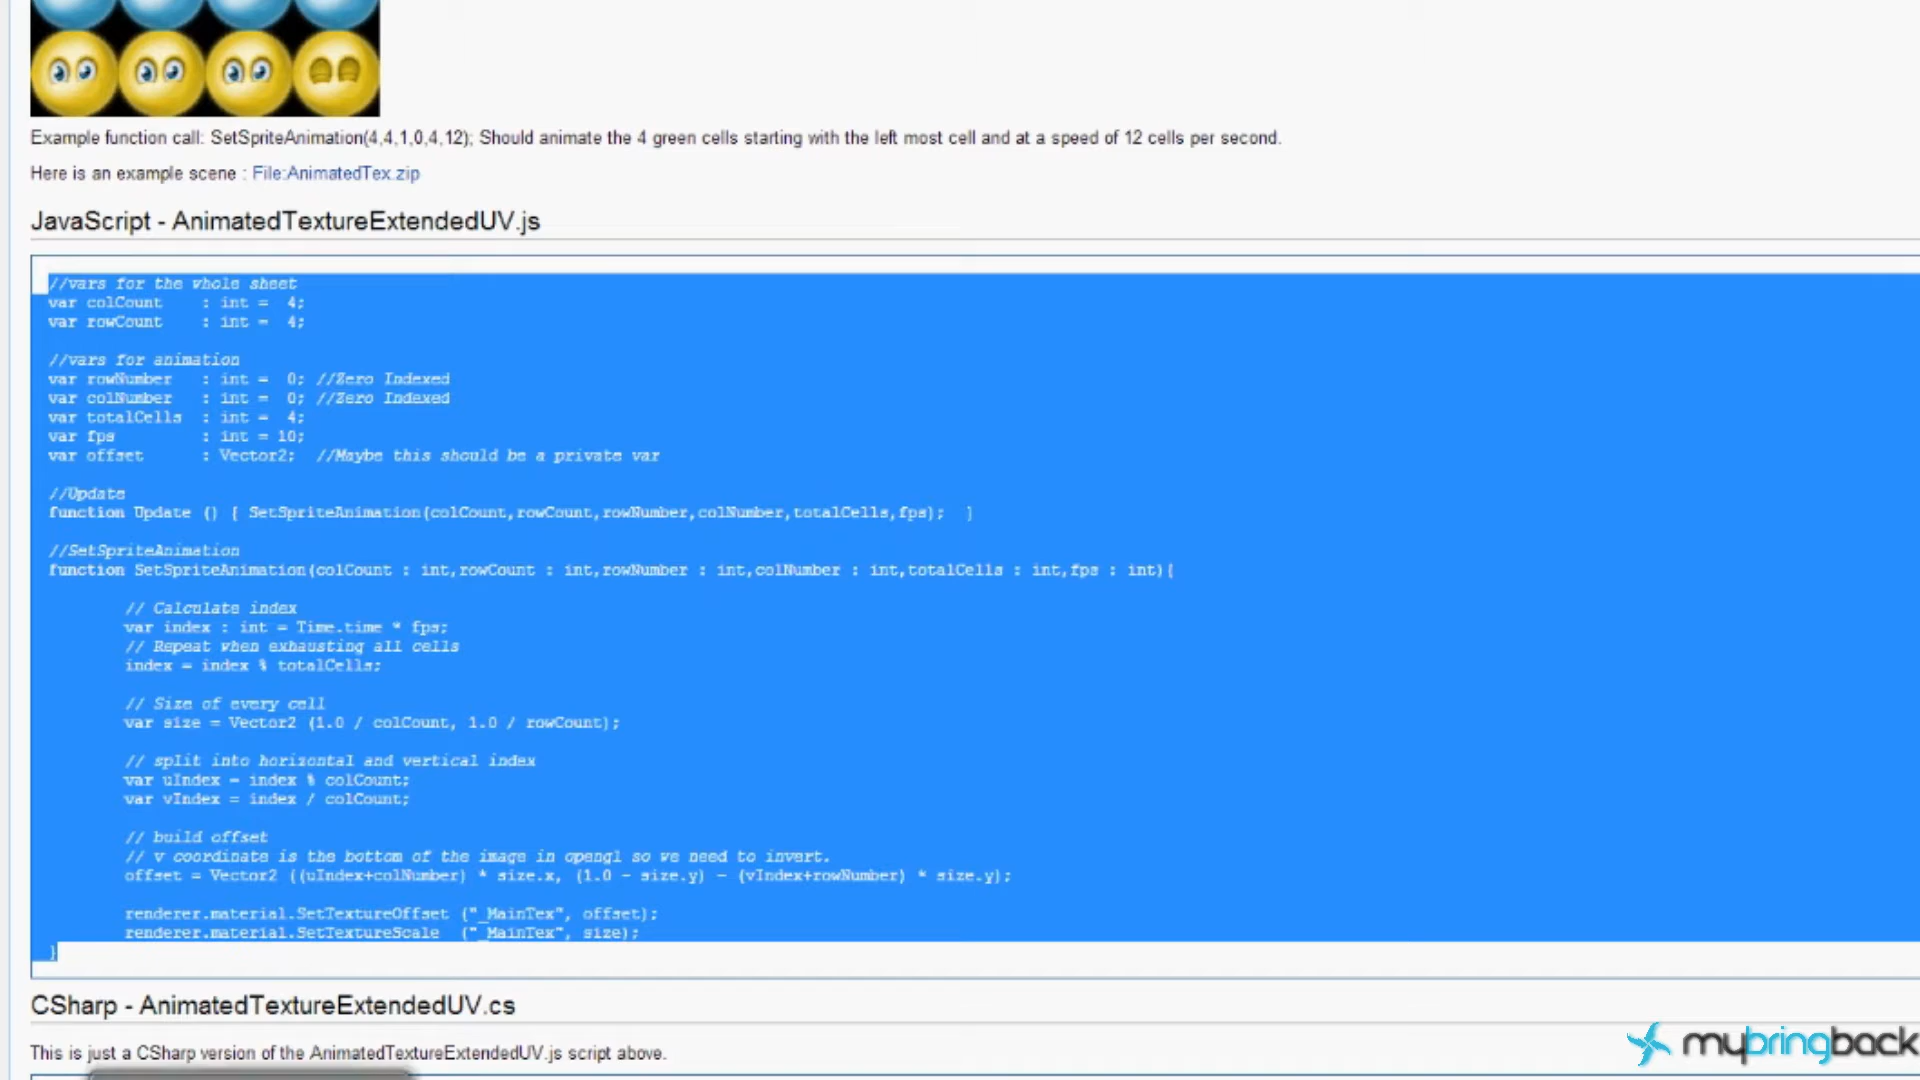 Example function call: SetSpriteAnimation(4,4,1,0,4,12); Should animate the 4 green cells starting with the left most cell and at a speed of 12 cells per second.
Here is an example scene : File:AnimatedTex.zip
JavaScript - AnimatedTextureExtendedUV.js
//vars for the whole sheet
var colCount    : int =  4;
var rowCount    : int =  4;
//vars for animation
var rowNumber   : int =  0; //Zero Indexed
var colNumber   : int =  0; //Zero Indexed
var totalCells  : int =  4;
var fps         : int = 10;
var offset      : Vector2;  //Maybe this should be a private var
//Update
function Update () { SetSpriteAnimation(colCount,rowCount,rowNumber,colNumber,totalCells,fps);  }
//SetSpriteAnimation
function SetSpriteAnimation(colCount : int,rowCount : int,rowNumber : int,colNumber : int,totalCells : int,fps : int){
// Calculate index
var index : int = Time.time * fps;
// Repeat when exhausting all cells
index = index % totalCells;
// Size of every cell
var size = Vector2 (1.0 / colCount, 1.0 / rowCount);
// split into horizontal and vertical index
var uIndex = index % colCount;
var vIndex = index / colCount;
// build offset
// v coordinate is the bottom of the image in opengl so we need to invert.
offset = Vector2 ((uIndex+colNumber) * size.x, (1.0 - size.y) - (vIndex+rowNumber) * size.y);
renderer.material.SetTextureOffset ("_MainTex", offset);
renderer.material.SetTextureScale  ("_MainTex", size);
}
CSharp - AnimatedTextureExtendedUV.cs
This is just a CSharp version of the AnimatedTextureExtendedUV.js script above.
mybringback